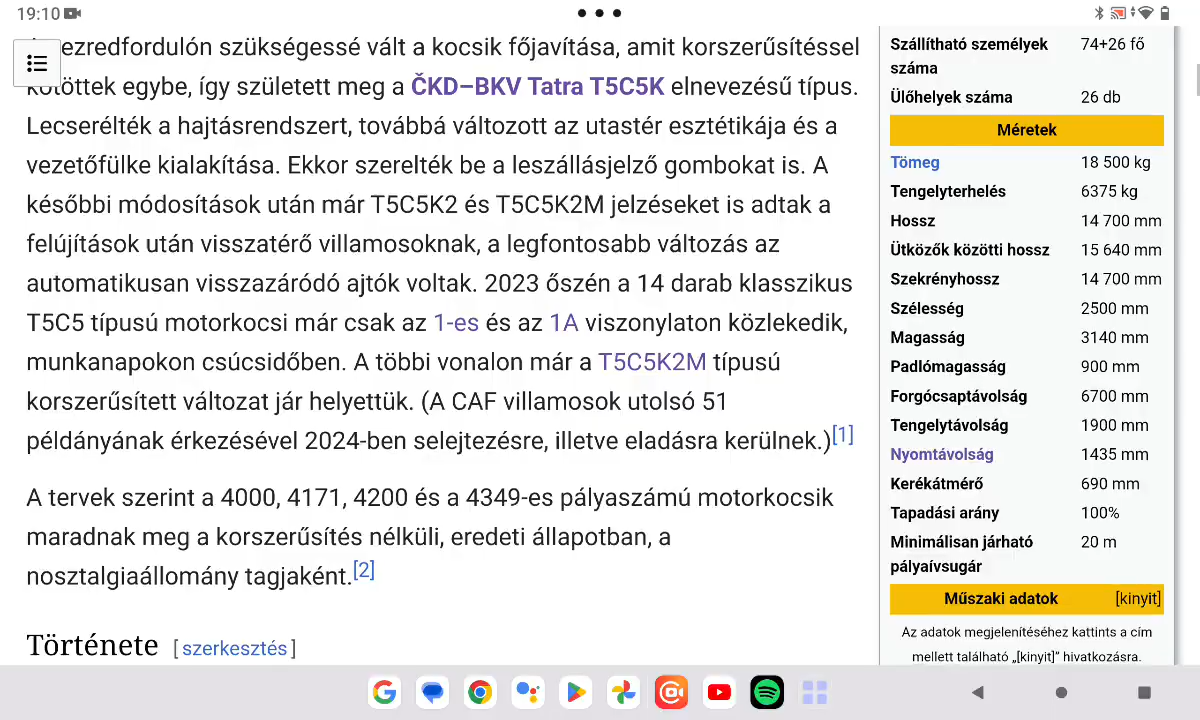 19:10
ezredfordulón szükségessé vált a kocsik főjavítása, amit korszerűsítéssel
kötöttek egybe, így született meg a ČKD–BKV Tatra T5C5K elnevezésű típus.
Lecserélték a hajtásrendszert, továbbá változott az utastér esztétikája és a
vezetőfülke kialakítása. Ekkor szerelték be a leszállásjelző gombokat is. A
későbbi módosítások után már T5C5K2 és T5C5K2M jelzéseket is adtak a
felújítások után visszatérő villamosoknak, a legfontosabb változás az
automatikusan visszazáródó ajtók voltak. 2023 őszén a 14 darab klasszikus
T5C5 típusú motorkocsi már csak az 1-es és az 1A viszonylaton közlekedik,
munkanapokon csúcsidőben. A többi vonalon már a T5C5K2M típusú
korszerűsített változat jár helyettük. (A CAF villamosok utolsó 51
példányának érkezésével 2024-ben selejtezésre, illetve eladásra kerülnek.)[1]
A tervek szerint a 4000, 4171, 4200 és a 4349-es pályaszámú motorkocsik
maradnak meg a korszerűsítés nélküli, eredeti állapotban, a
nosztalgiaállomány tagjaként.[2]
Története [szerkesztés]
Szállítható személyek 74+26 fő
száma
Ülőhelyek száma 26 db
Méretek
Tömeg 18 500 kg
Tengelyterhelés 6375 kg
Hossz 14 700 mm
Ütközők közötti hossz 15 640 mm
Szekrényhossz 14 700 mm
Szélesség 2500 mm
Magasság 3140 mm
Padlómagasság 900 mm
Forgócsaptávolság 6700 mm
Tengelytávolság 1900 mm
Nyomtávolság 1435 mm
Kerékátmérő 690 mm
Tapadási arány 100%
Minimálisan járható 20 m
pályaívsugár
Műszaki adatok [kinyit]
Az adatok megjelenítéséhez kattints a cím
mellett található „[kinyit]” hivatkozásra.